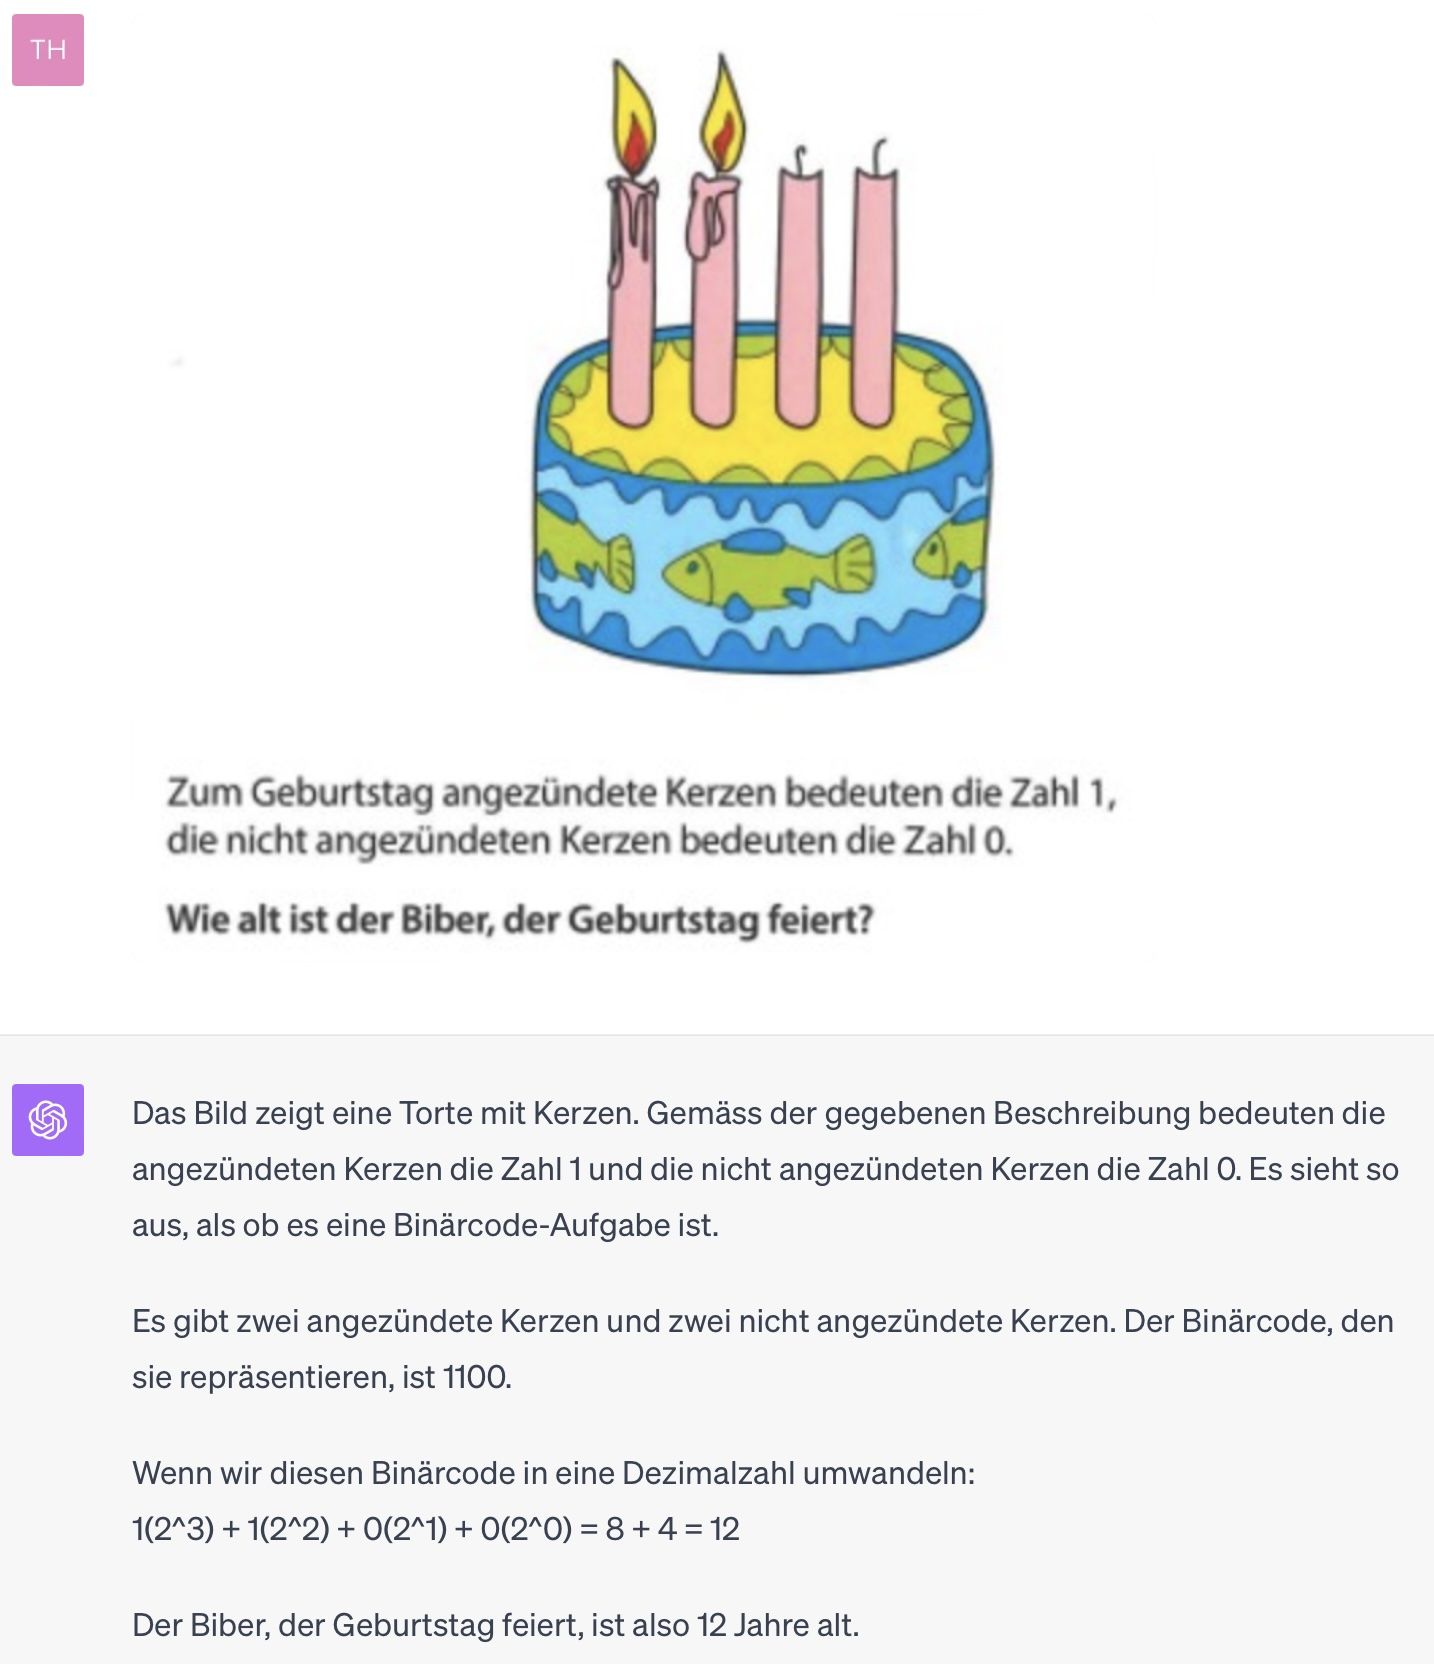 TH
Zum Geburtstag angezündete Kerzen bedeuten die Zahl 1,
die nicht angezündeten Kerzen bedeuten die Zahl 0.
Wie alt ist der Biber, der Geburtstag feiert?
Das Bild zeigt eine Torte mit Kerzen. Gemäss der gegebenen Beschreibung bedeuten die
angezündeten Kerzen die Zahl 1 und die nicht angezündeten Kerzen die Zahl 0. Es sieht so
aus, als ob es eine Binärcode-Aufgabe ist.
Es gibt zwei angezündete Kerzen und zwei nicht angezündete Kerzen. Der Binärcode, den
sie repräsentieren, ist 1100.
Wenn wir diesen Binärcode in eine Dezimalzahl umwandeln:
1(2^3) + 1(2^2) + 0(2^1) + 0(2^0) = 8 + 4 = 12
Der Biber, der Geburtstag feiert, ist also 12 Jahre alt.